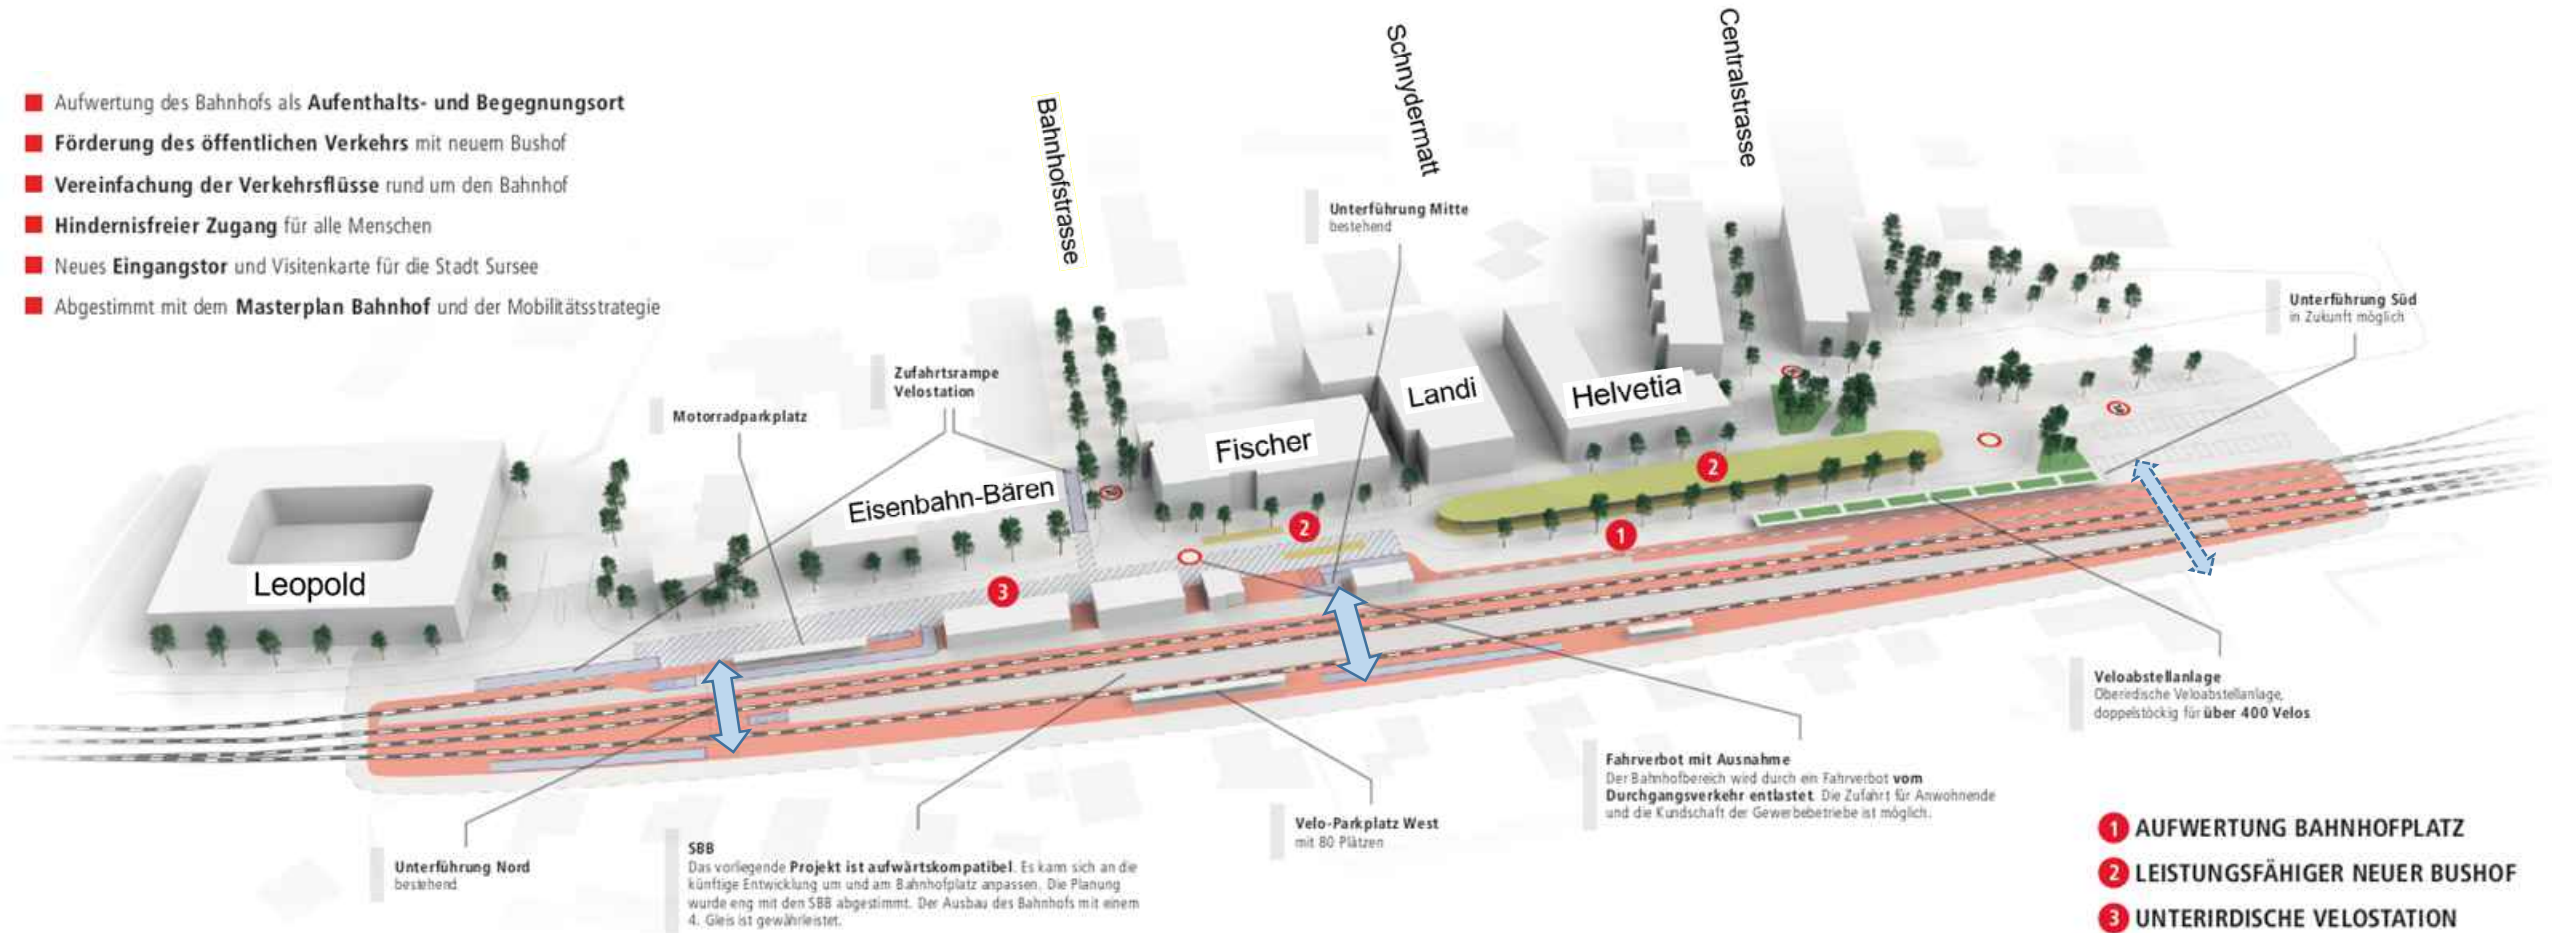 Aufwertung des Bahnhofs als Aufenthalts- und Begegnungsort
Förderung des öffentlichen Verkehrs mit neuem Bushof
Vereinfachung der Verkehrsflüsse rund um den Bahnhof
Hindernisfreier Zugang für alle Menschen
Neues Eingangstor und Visitenkarte für die Stadt Sursee
Abgestimmt mit dem Masterplan Bahnhof und der Mobilitätsstrategie
Bahnhofstrasse
Schnydermatt
Centralstrasse
Unterführung Mitte
bestehend
Unterführung Süd
in Zukunft möglich
Zufahrtsrampe
Velostation
Motorradparkplatz
Leopold
Eisenbahn-Bären
Fischer
Landi
Helvetia
2
2
1
3
Veloabstellanlage
Oberirdische Veloabstellanlage,
doppelstöckig für über 400 Velos
Fahrverbot mit Ausnahme
Der Bahnhofbereich wird durch ein Fahrverbot vom
Durchgangsverkehr entlastet. Die Zufahrt für Anwohnende
und die Kundschaft der Gewerbebetriebe ist möglich.
Velo-Parkplatz West
mit 80 Plätzen
Unterführung Nord
bestehend
SBB
Das vorliegende Projekt ist aufwärtskompatibel. Es kann sich an die
künftige Entwicklung um und am Bahnhofplatz anpassen. Die Planung
wurde eng mit den SBB abgestimmt. Der Ausbau des Bahnhofs mit einem
4. Gleis ist gewährleistet.
1 AUFWERTUNG BAHNHOFPLATZ
2 LEISTUNGSFÄHIGER NEUER BUSHOF
3 UNTERIRDISCHE VELOSTATION